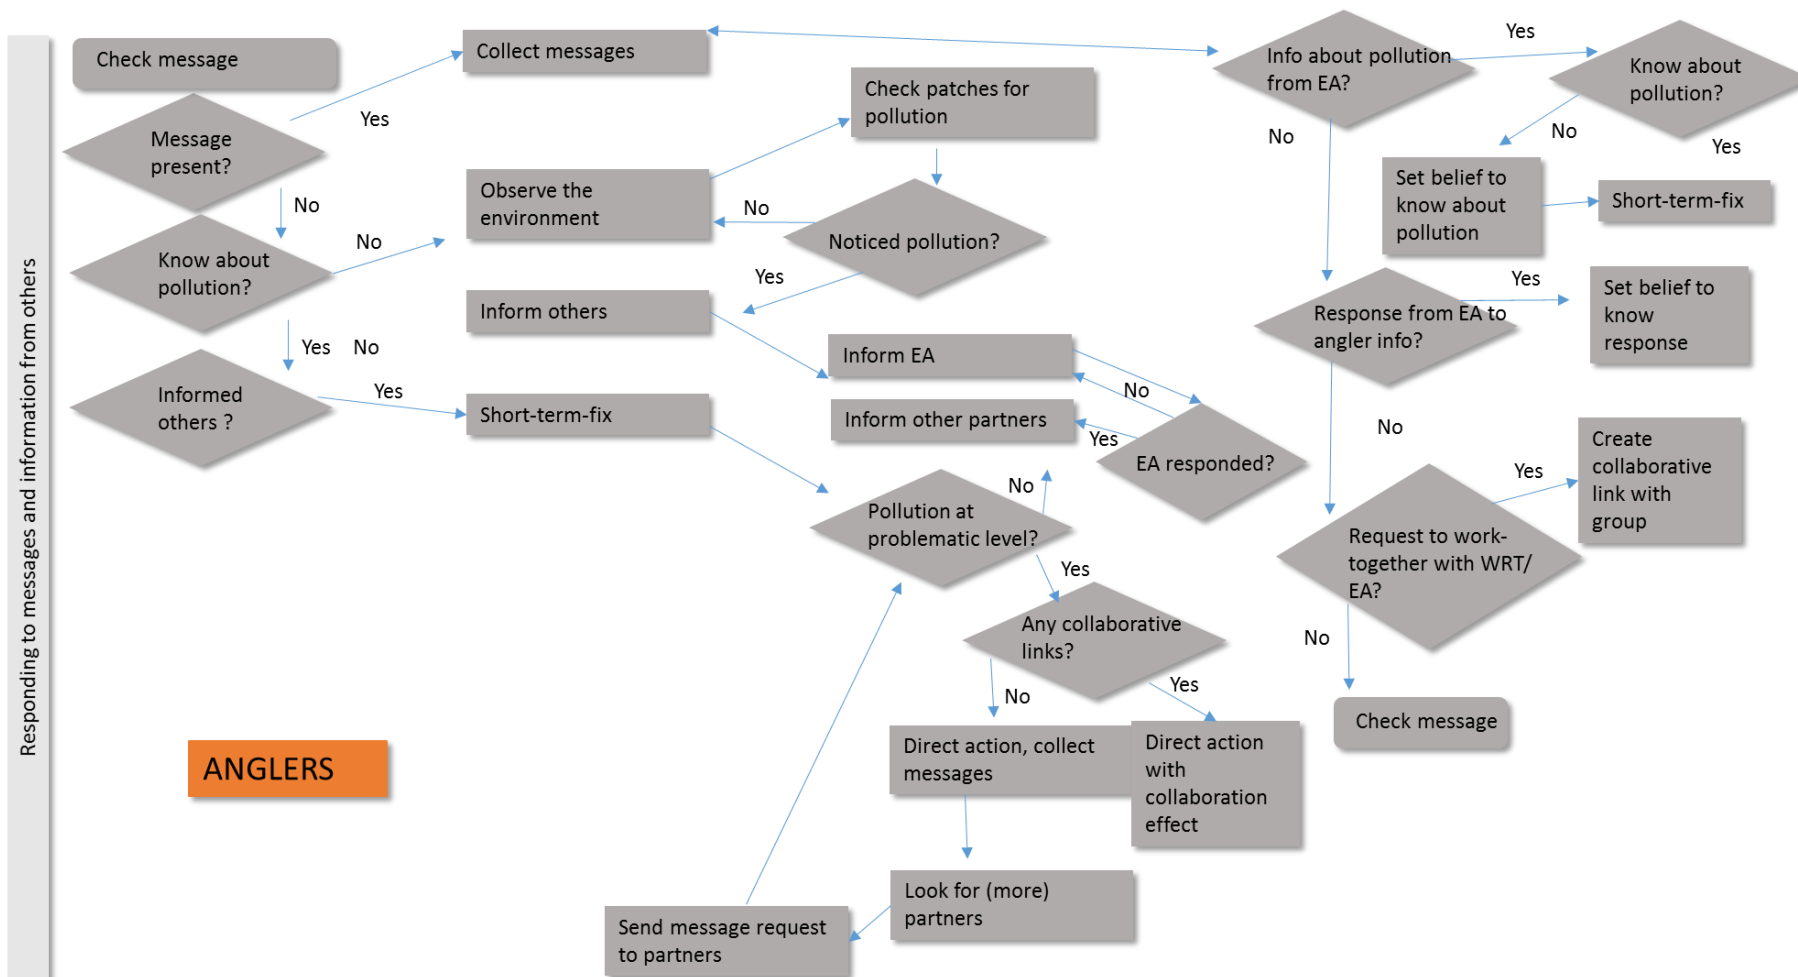 Responding to messages and information from others
Check message
Message
present?
Yes
No
Know about
pollution?
No
Yes
No
Informed
others ?
Yes
Collect messages
Check patches for
pollution
Observe the
environment
No
Noticed pollution?
Yes
Inform others
Inform EA
No
Inform other partners
Yes
EA responded?
Short-term-fix
No
Pollution at
problematic level?
Yes
Any collaborative
links?
No
Yes
Direct action, collect
messages
Direct action
with
collaboration
effect
Look for (more)
partners
Send message request
to partners
ANGLERS
Info about pollution
from EA?
Yes
Know about
pollution?
No
No
Yes
Set belief to
know about
pollution
Short-term-fix
Response from EA to
angler info?
Yes
Set belief to
know
response
No
Request to work-
together with WRT/
EA?
Yes
Create
collaborative
link with
group
No
Check message